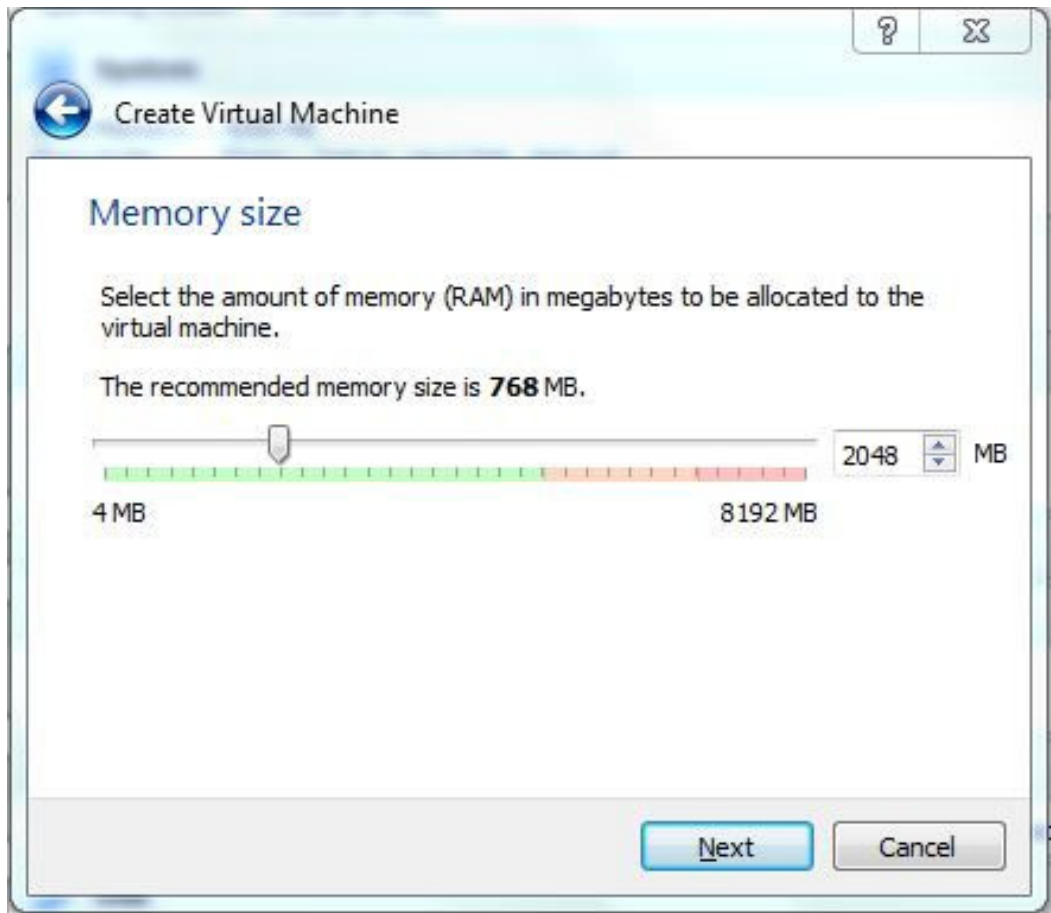 Create Virtual Machine
Memory size
Select the amount of memory (RAM) in megabytes to be allocated to the
virtual machine.
The recommended memory size is 768 MB.
2048 MB
4 MB 8192 MB
Next Cancel